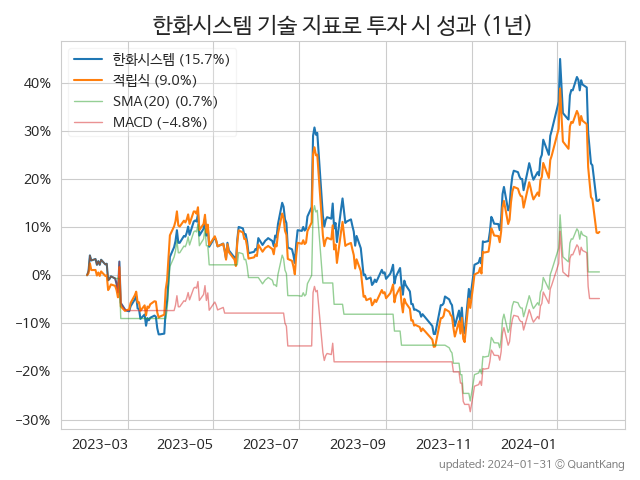 한화시스템 기술 지표로 투자 시 성과 (1년)
한화시스템 (15.7%)
적립식 (9.0%)
SMA(20) (0.7%)
MACD (−4.8%)
40%
30%
20%
10%
0%
−10%
−20%
−30%
2023-03
2023-05
2023-07
2023-09
2023-11
2024-01
updated: 2024-01-31 © QuantKang